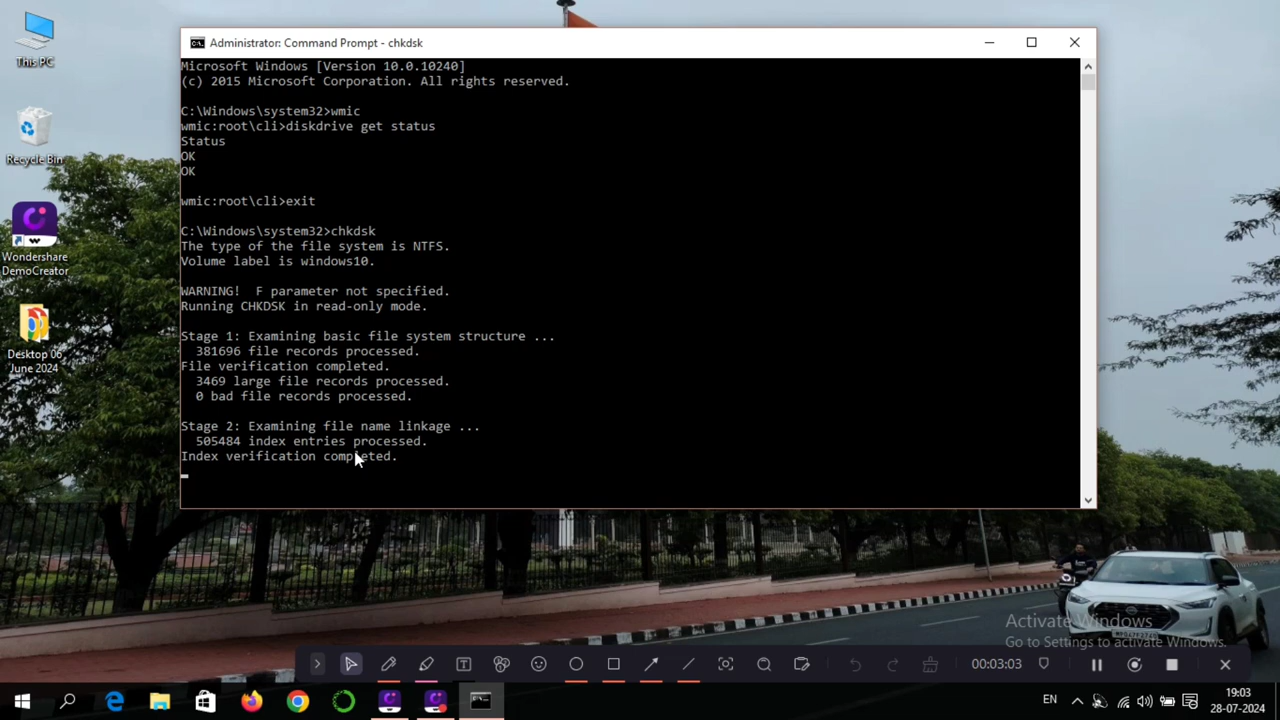 This PC
Recycle Bin
Wondershare
DemoCreator
Desktop 06
June 2024
Administrator: Command Prompt - chkdsk
Microsoft Windows [Version 10.0.10240]
(c) 2015 Microsoft Corporation. All rights reserved.
C:\Windows\system32>wmic
wmic:root\cli>diskdrive get status
Status
OK
OK
wmic:root\cli>exit
C:\Windows\system32>chkdsk
The type of the file system is NTFS.
Volume label is windows10.
WARNING!  F parameter not specified.
Running CHKDSK in read-only mode.
Stage 1: Examining basic file system structure ...
381696 file records processed.
File verification completed.
3469 large file records processed.
0 bad file records processed.
Stage 2: Examining file name linkage ...
505484 index entries processed.
Index verification completed.
Activate Windows
Go to Settings to activate Windows.
00:03:03
EN
19:03
28-07-2024